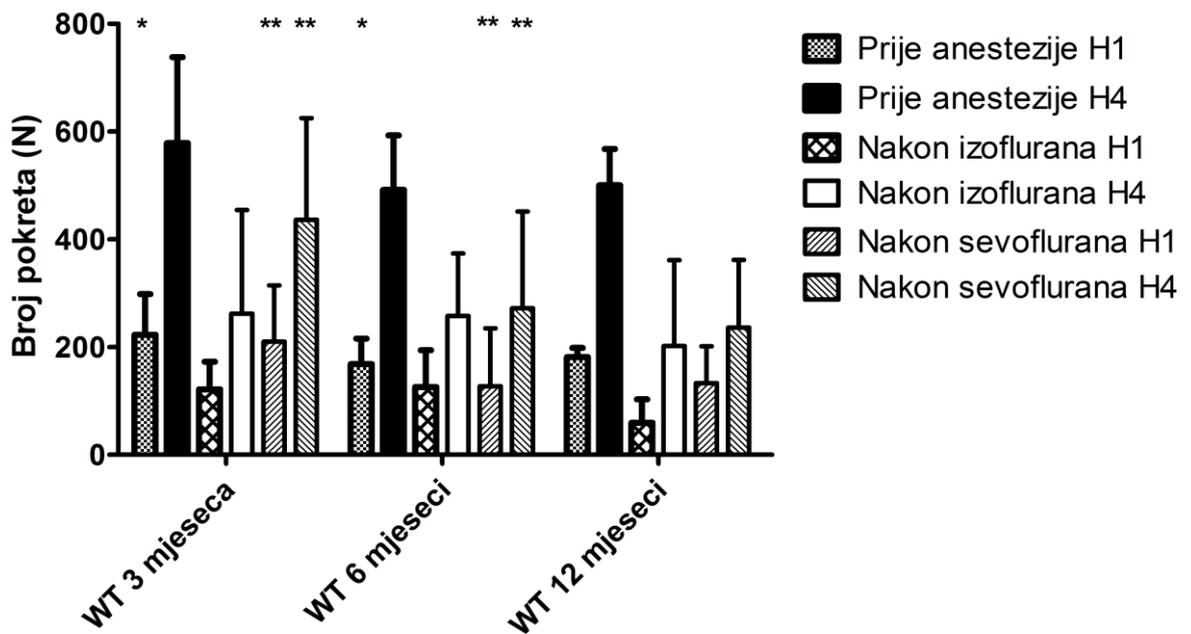 800
600
400
200
0
Broj pokreta (N)
* ** ** * ** **
WT 3 mjeseca
WT 6 mjeseci
WT 12 mjeseci
Prije anestezije H1
Prije anestezije H4
Nakon izoflurana H1
Nakon izoflurana H4
Nakon sevoflurana H1
Nakon sevoflurana H4